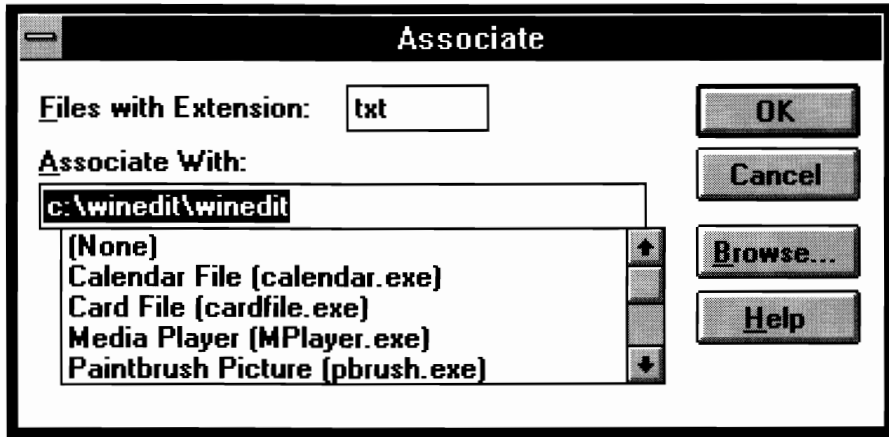 Associate
Files with Extension: txt
OK
Associate With:
Cancel
c:\winedit\winedit
(None)
Browse...
Calendar File (calendar.exe)
Card File (cardfile.exe)
Help
Media Player (MPlayer.exe)
Paintbrush Picture (pbrush.exe)